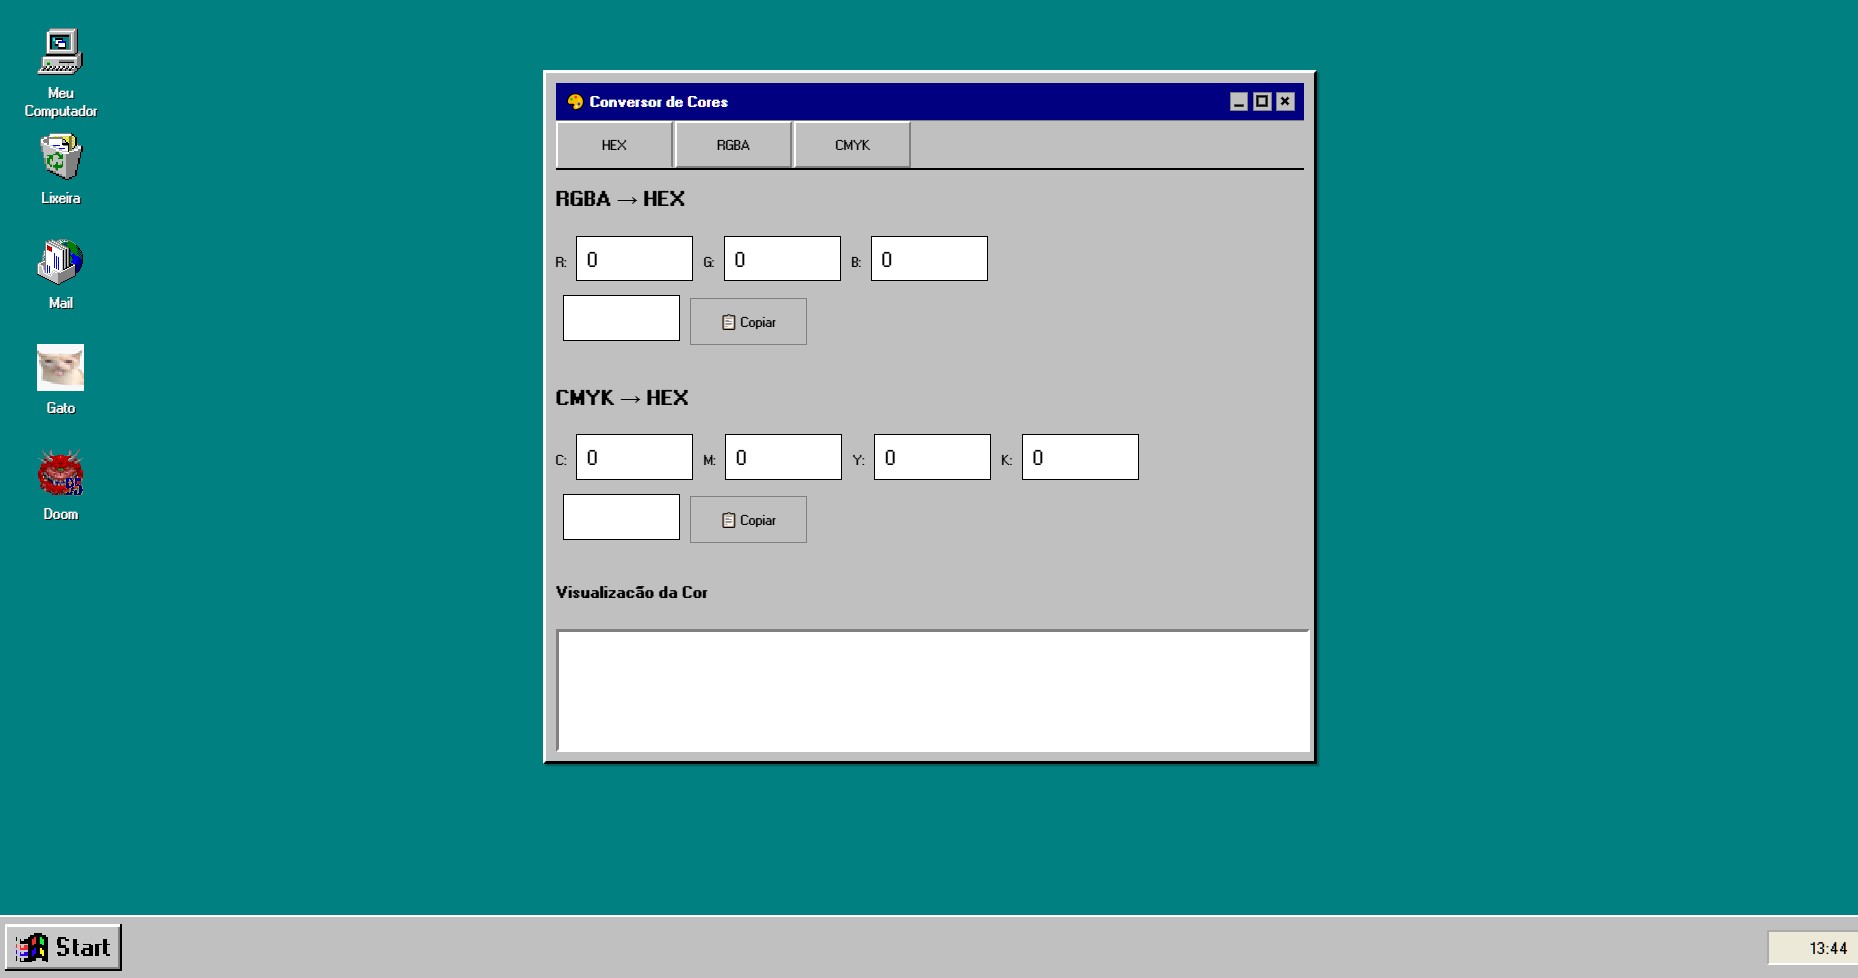 Meu
Computador
Lixeira
Mail
Gato
Doom
Conversor de Cores
HEX
RGBA
CMYK
RGBA → HEX
R: 0 G: 0 B: 0
Copiar
CMYK → HEX
C: 0 M: 0 Y: 0 K: 0
Copiar
Visualizacão da Cor
Start
13:44